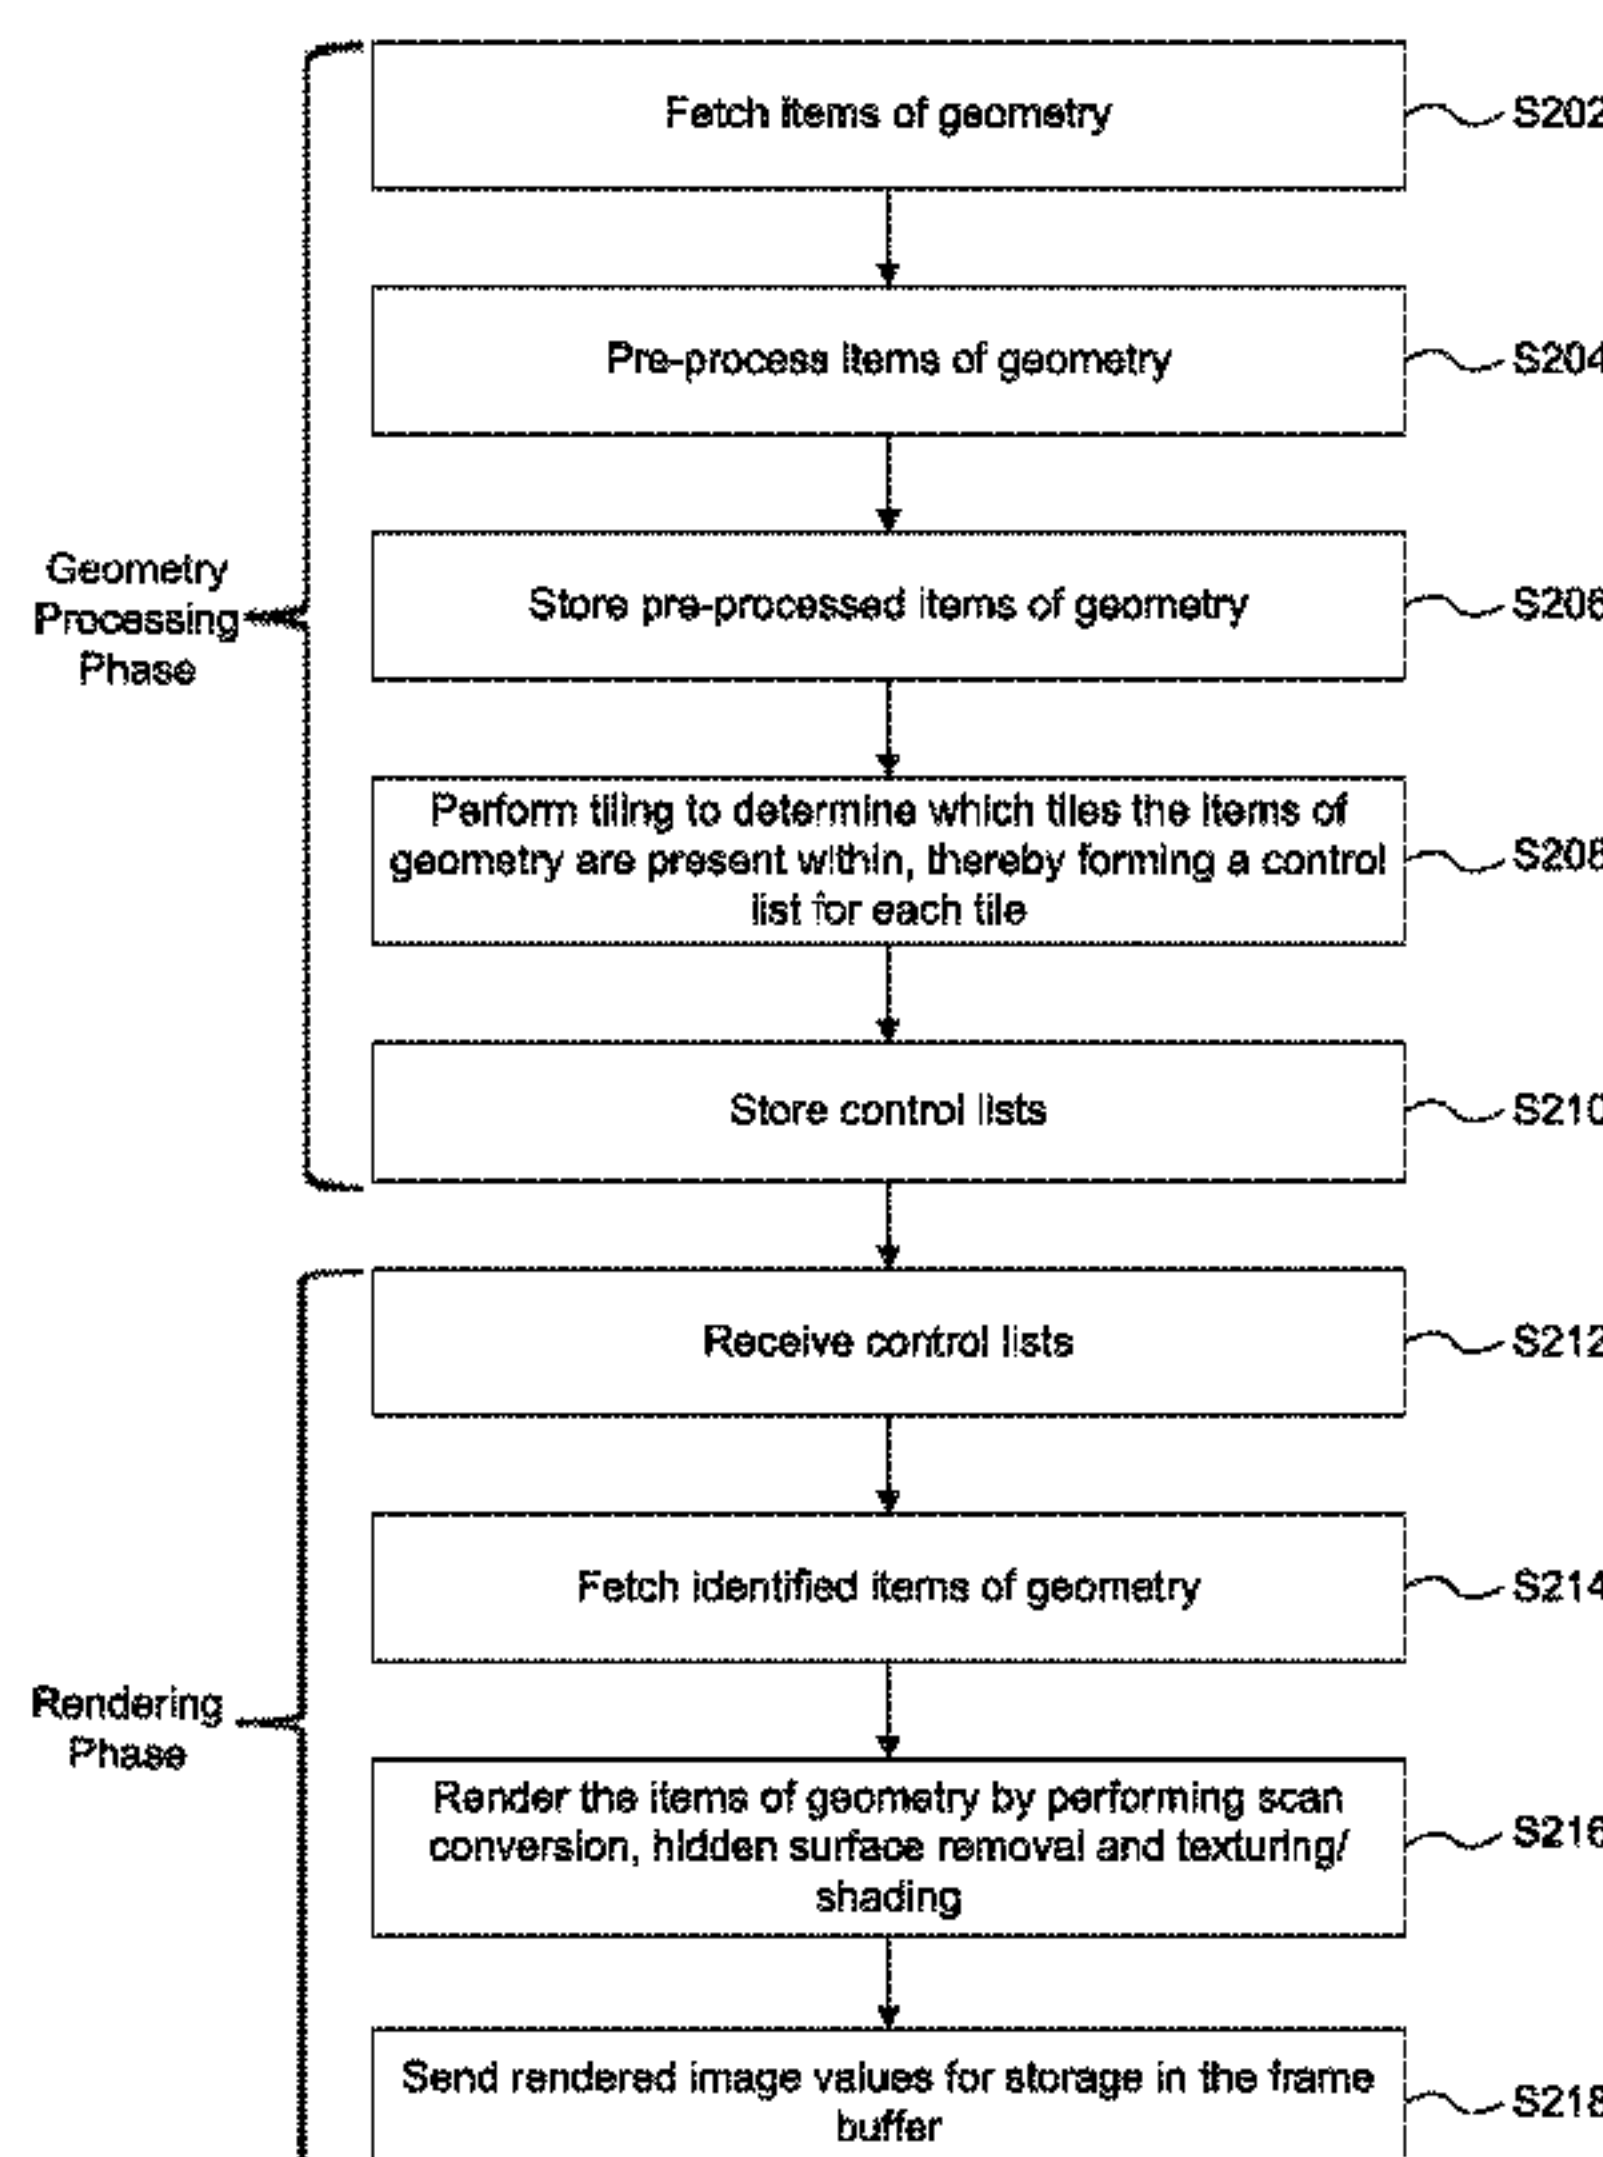 Fetch items of geometry
S202
Pre-process items of geometry
S204
Geometry
Processing
Phase
Store pre-processed items of geometry
S206
Perform tiling to determine which tiles the items of
geometry are present within, thereby forming a control
list for each tile
S208
Store control lists
S210
Receive control lists
S212
Fetch identified items of geometry
S214
Rendering
Phase
Render the items of geometry by performing scan
conversion, hidden surface removal and texturing/
shading
S216
Send rendered image values for storage in the frame
buffer
S218